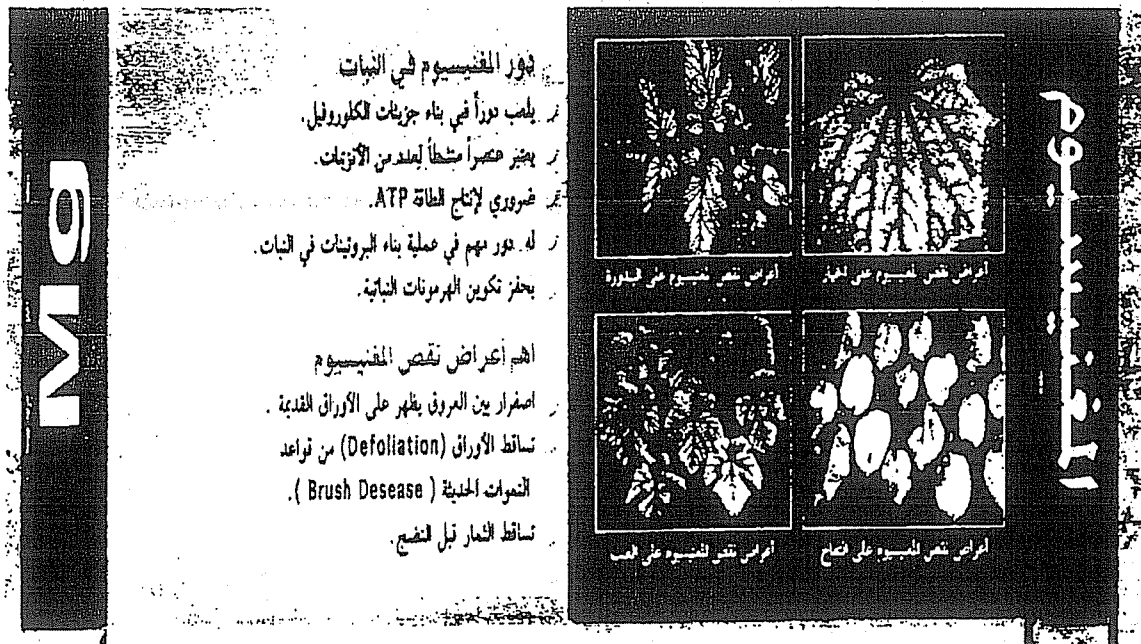 المغنيسيوم
أعراض نقص المغنيسيوم على الخيار
أعراض نقص المغنيسيوم على البندورة
أعراض نقص المغنيسيوم على التفاح
أعراض نقص المغنيسيوم على العنب
دور المغنيسيوم في النبات
يلعب دوراً في بناء جزيئات الكلوروفيل.
يعتبر عنصراً منشطاً لعدد من الأنزيمات.
ضروري لإنتاج الطاقة ATP.
له دور مهم في عملية بناء البروتينات في النبات.
يحفز تكوين الهرمونات النباتية.
اهم أعراض نقص المغنيسيوم
اصفرار بين العروق يظهر على الأوراق القديمة .
تساقط الأوراق (Defoliation) من قواعد
النموات الحديثة ( Brush Desease ).
تساقط الثمار قبل النضج.
Mg